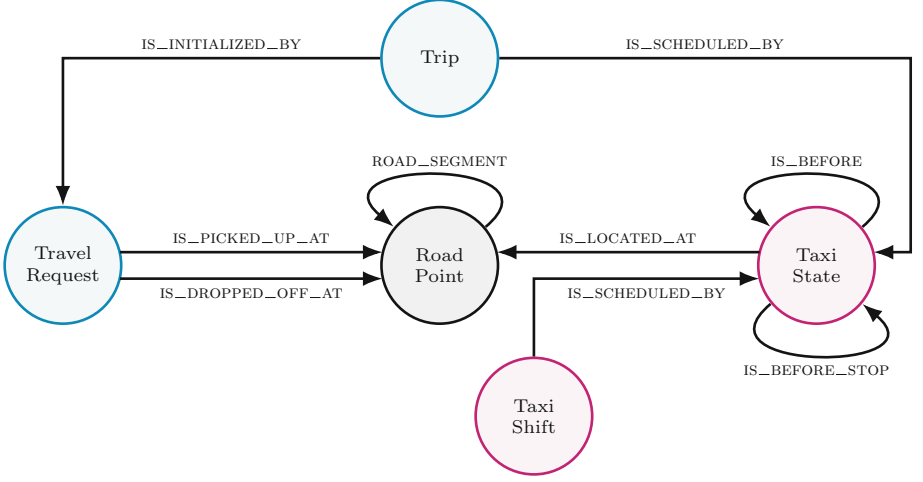 IS_INITIALIZED_BY
Trip
IS_SCHEDULED_BY
ROAD_SEGMENT
IS_BEFORE
Travel
Request
IS_PICKED_UP_AT
IS_DROPPED_OFF_AT
Road
Point
IS_LOCATED_AT
IS_SCHEDULED_BY
Taxi
State
IS_BEFORE_STOP
Taxi
Shift